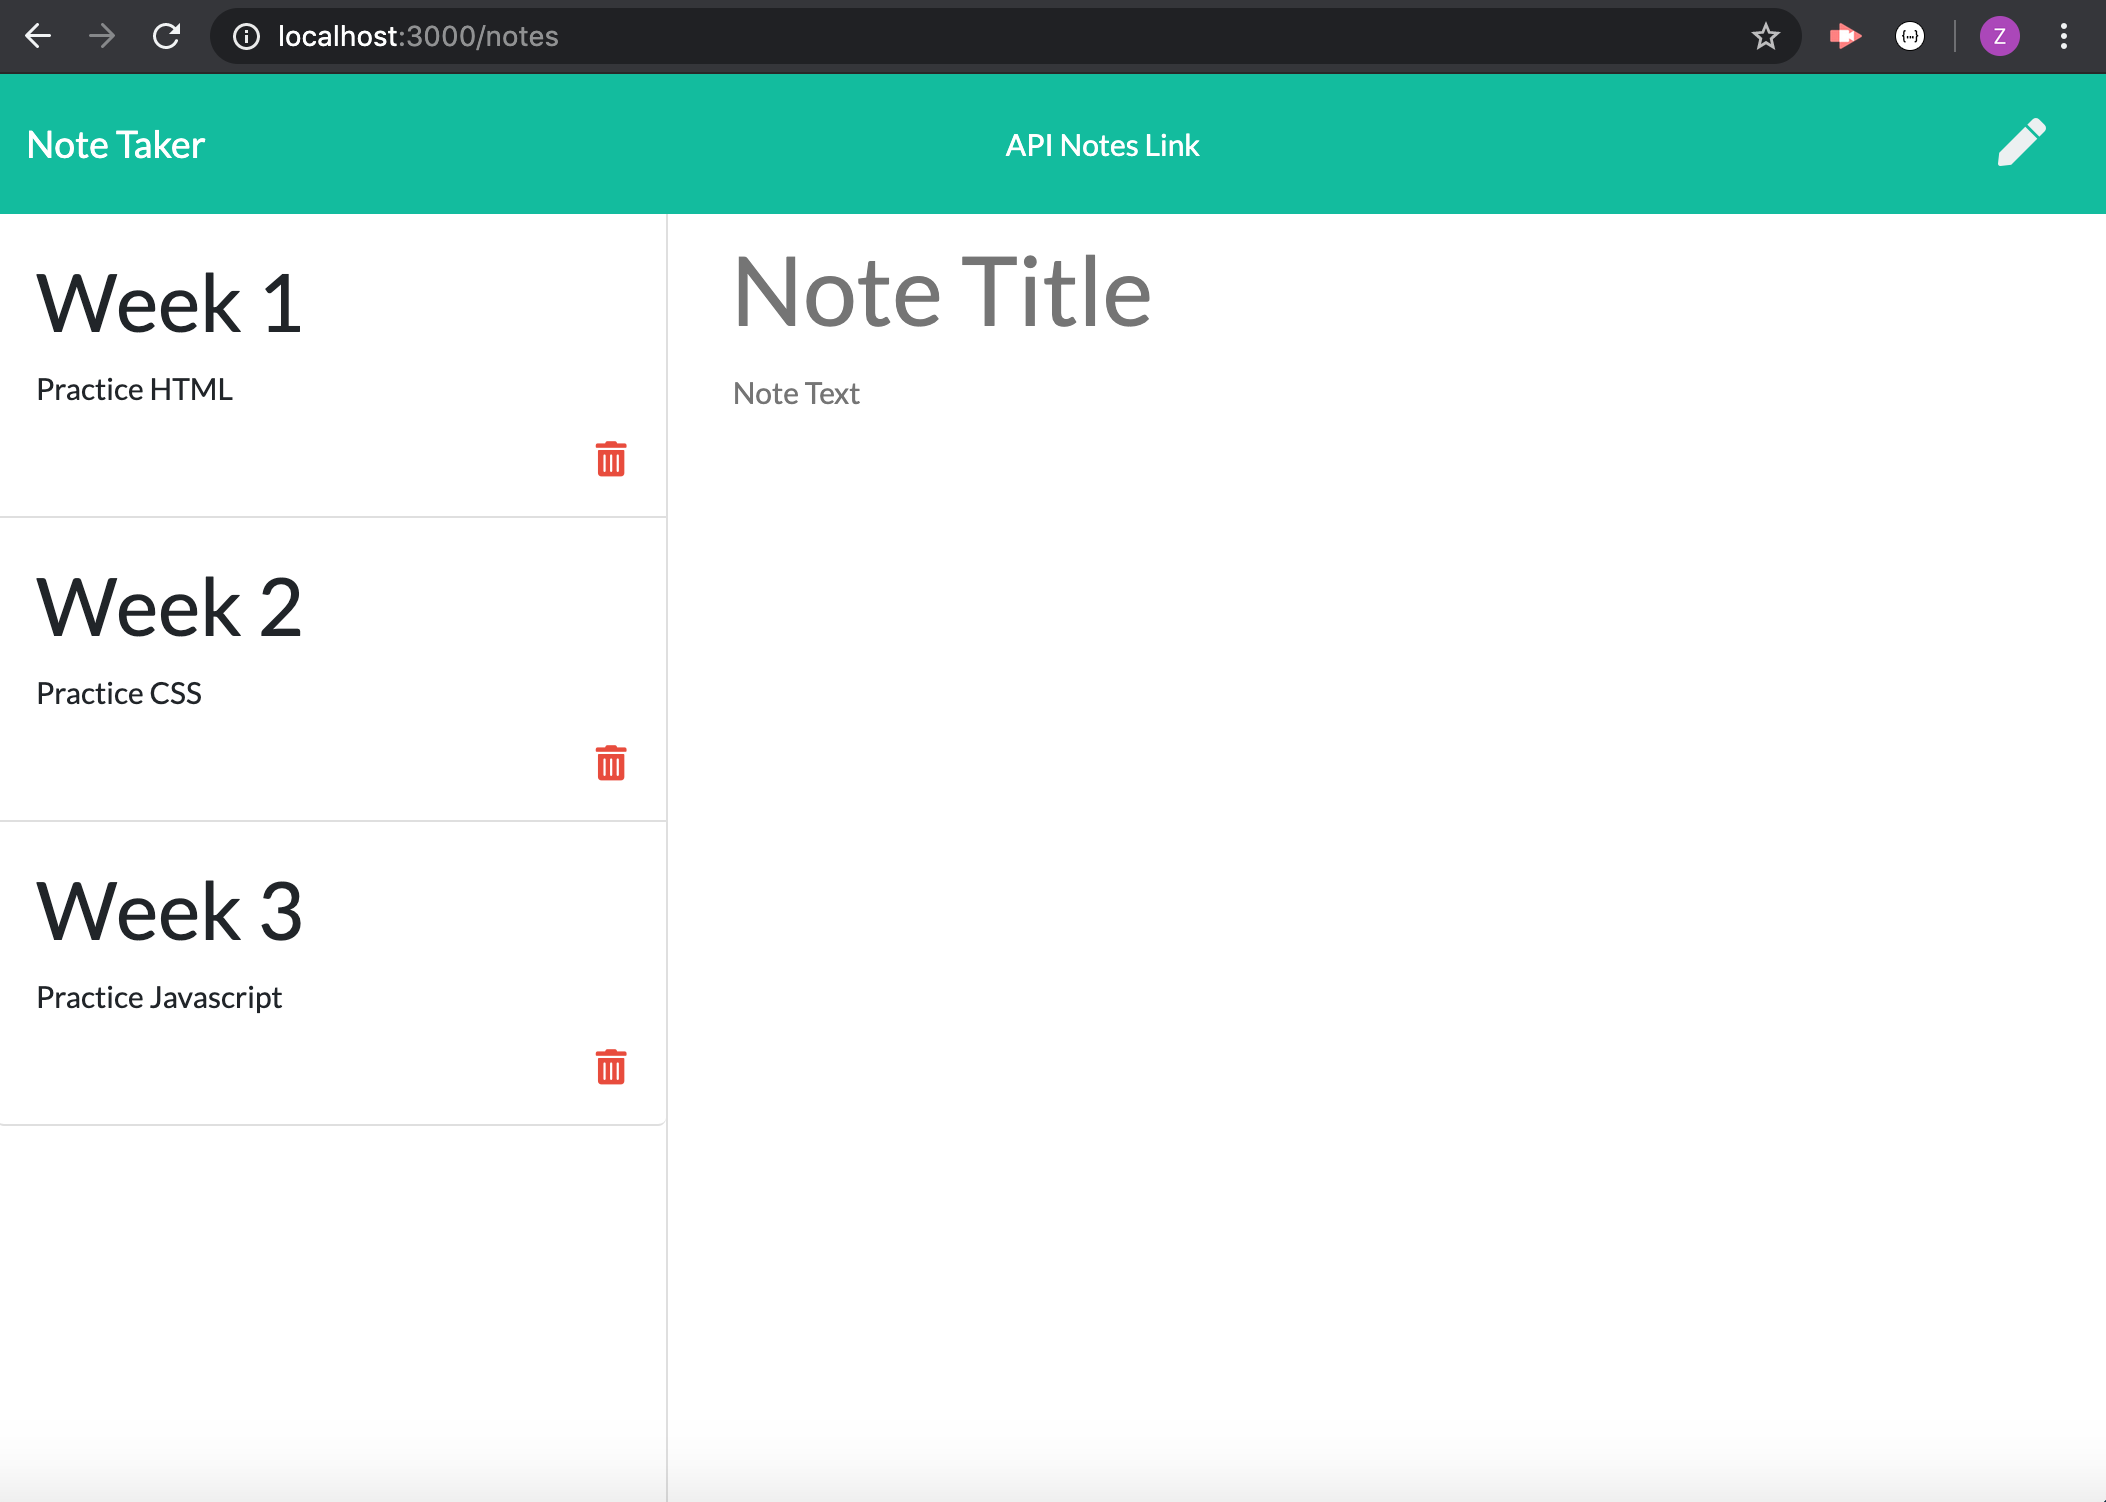 localhost:3000/notes
Z
Note Taker
API Notes Link
Week 1
Practice HTML
Week 2
Practice CSS
Week 3
Practice Javascript
Note Title
Note Text